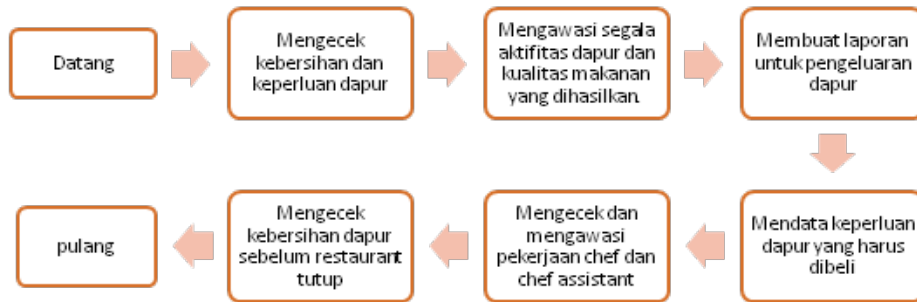 Datang
Mengecek
kebersihan dan
keperluan dapur
Mengawasi segala
aktifitas dapur dan
kualitas makanan
yang dihasilkan.
Membuat laporan
untuk pengeluaran
dapur
Mendata keperluan
dapur yang harus
dibeli
Mengecek dan
mengawasi
pekerjaan chef dan
chef assistant
Mengecek
kebersihan dapur
sebelum restaurant
tutup
pulang